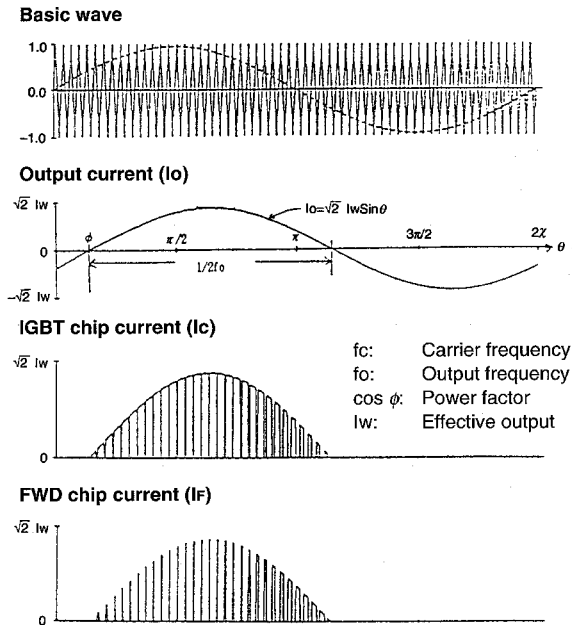 Basic wave
1.0
0.0
-1.0
Output current (Io)
√2 Iw
0
-√2 Iw
ϕ
π/2
π
3π/2
2χ
θ
Io=√2 IwSinθ
1/2fo
IGBT chip current (Ic)
√2 Iw
0
fc: Carrier frequency
fo: Output frequency
cos ϕ: Power factor
Iw: Effective output
FWD chip current (IF)
√2 Iw
0